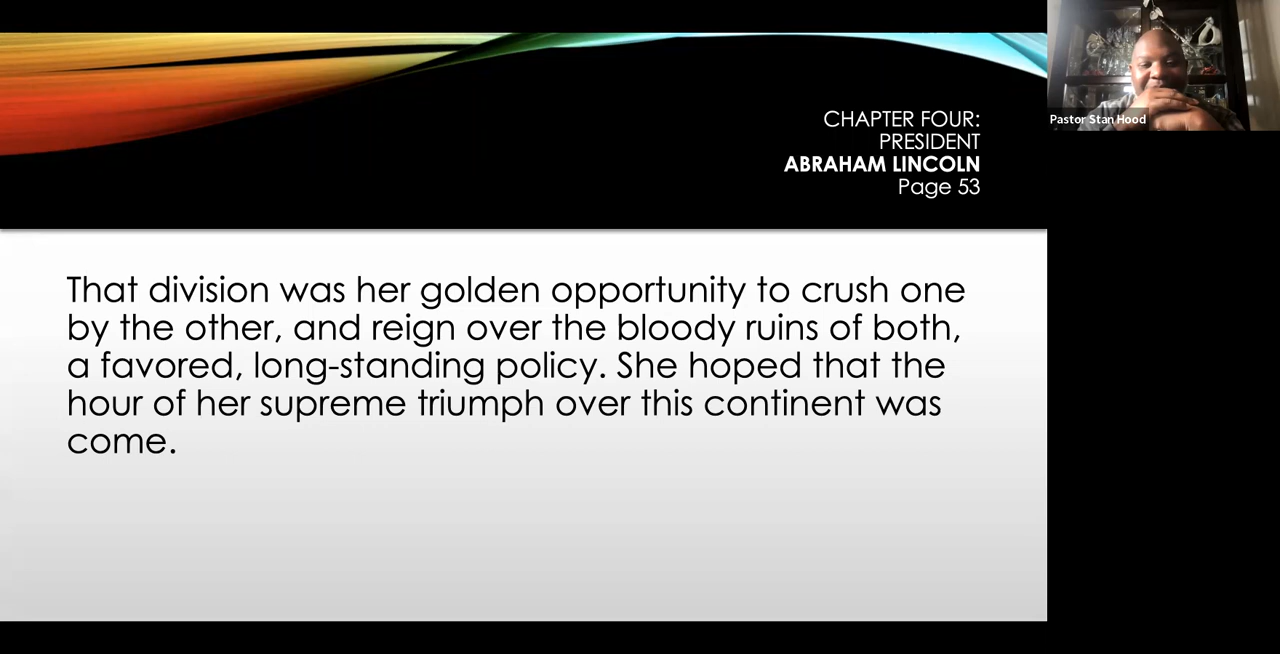 CHAPTER FOUR:
PRESIDENT
ABRAHAM LINCOLN
Page 53
That division was her golden opportunity to crush one
by the other, and reign over the bloody ruins of both,
a favored, long-standing policy. She hoped that the
hour of her supreme triumph over this continent was
come.
Pastor Stan Hood